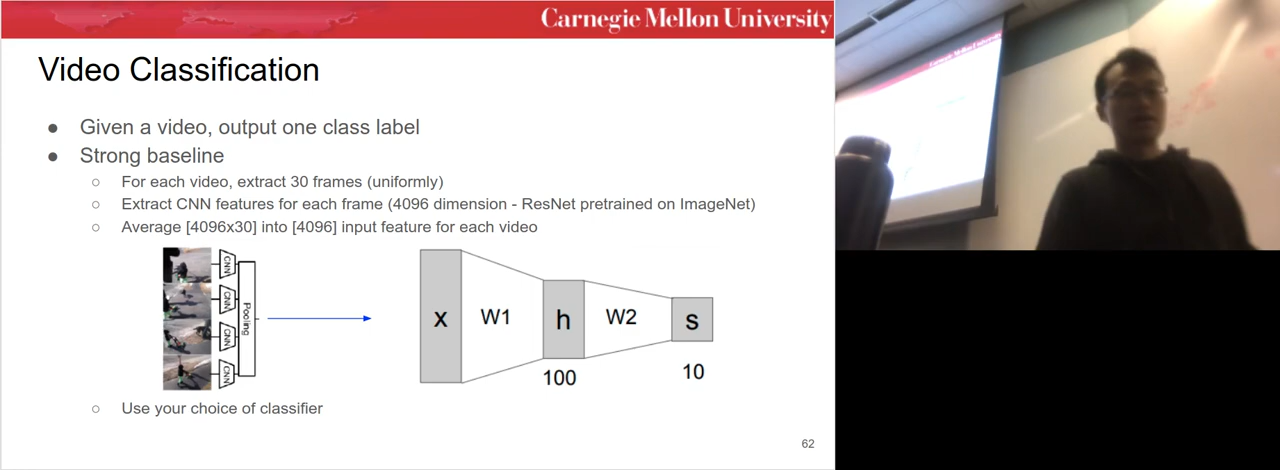 Carnegie Mellon University
Video Classification
● Given a video, output one class label
● Strong baseline
○ For each video, extract 30 frames (uniformly)
○ Extract CNN features for each frame (4096 dimension - ResNet pretrained on ImageNet)
○ Average [4096x30] into [4096] input feature for each video
CNN
CNN
CNN
CNN
Pooling
x W1 h W2 s
100 10
○ Use your choice of classifier
62